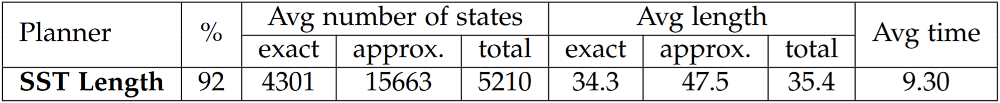 Planner % Avg number of states Avg length Avg time
exact approx. total exact approx. total
SST Length 92 4301 15663 5210 34.3 47.5 35.4 9.30